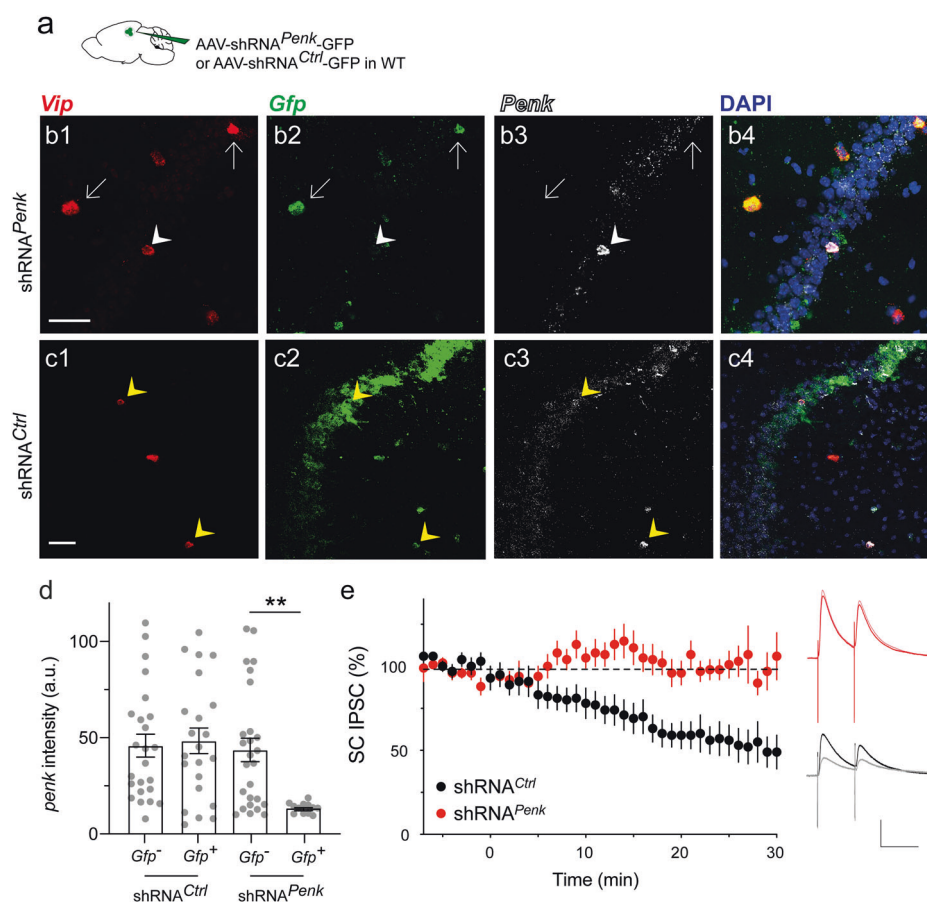 a
AAV-shRNAPenk-GFP
or AAV-shRNACtrl-GFP in WT
Vip Gfp Penk DAPI
shRNAPenk
b1 b2 b3 b4
shRNACtrl
c1 c2 c3 c4
d
penk intensity (a.u.)
100
50
0
**
Gfp- Gfp+ Gfp- Gfp+
shRNACtrl shRNAPenk
e
SC IPSC (%)
100
50
0
shRNACtrl
shRNAPenk
0 10 20 30
Time (min)